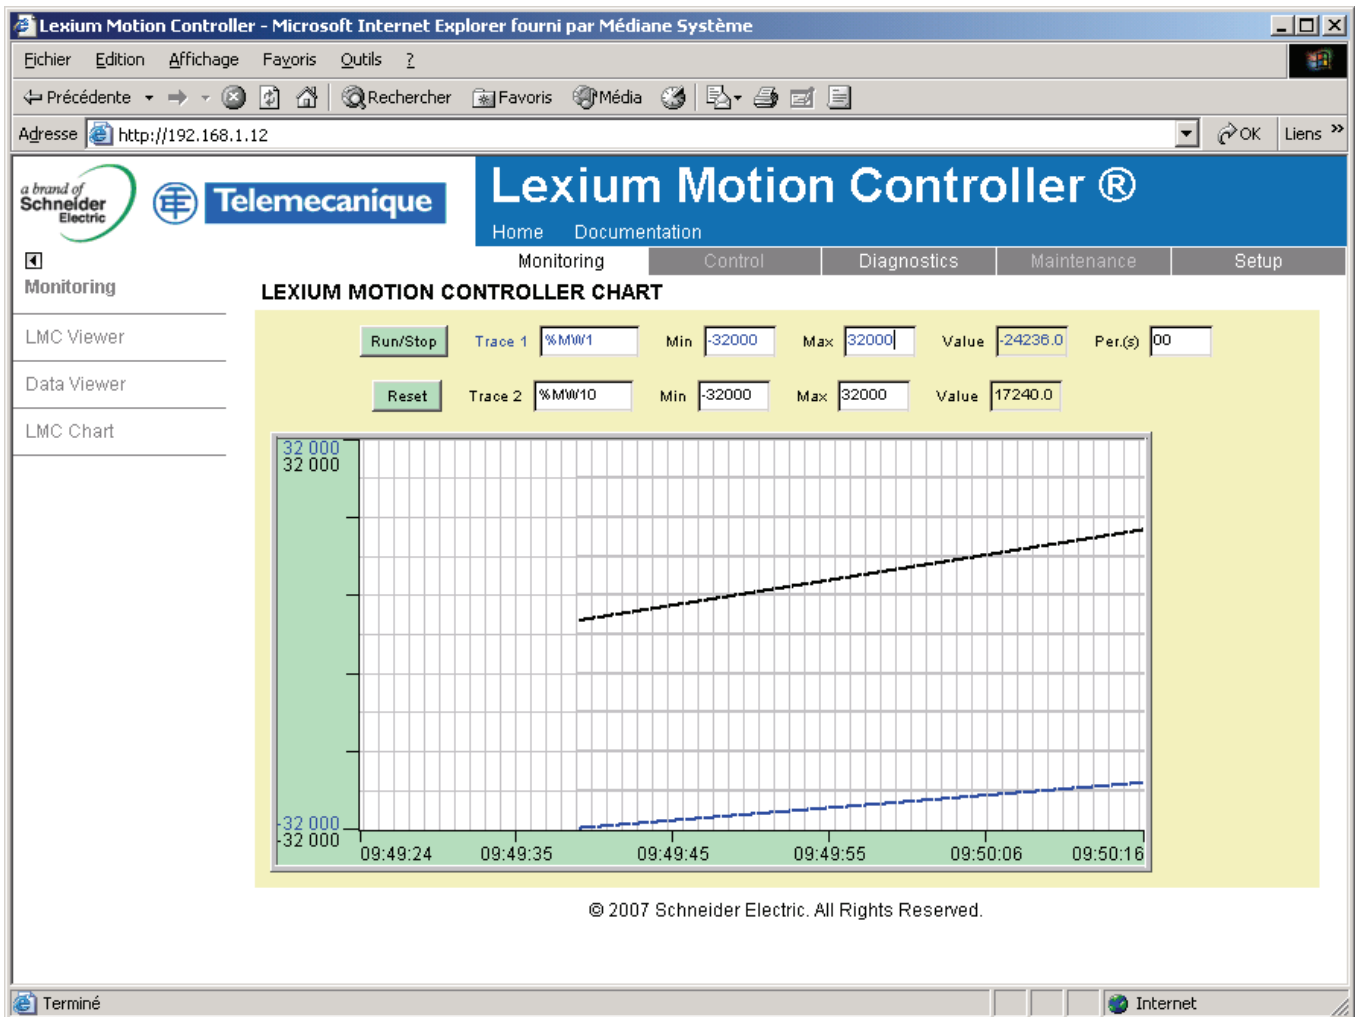 Lexium Motion Controller - Microsoft Internet Explorer fourni par Médiane Système
Fichier Edition Affichage Favoris Outils ?
Précédente Rechercher Favoris Média
Adresse http://192.168.1.12 OK Liens »
a brand of
Schneider
Electric
Telemecanique
Lexium Motion Controller ®
Home Documentation
Monitoring Control Diagnostics Maintenance Setup
Monitoring
LMC Viewer
Data Viewer
LMC Chart
LEXIUM MOTION CONTROLLER CHART
Run/Stop Trace 1 %MW1 Min -32000 Max 32000 Value -24236.0 Per.(s) 00
Reset Trace 2 %MW10 Min -32000 Max 32000 Value 17240.0
32 000
32 000
-32 000
-32 000
09:49:24 09:49:35 09:49:45 09:49:55 09:50:06 09:50:16
© 2007 Schneider Electric. All Rights Reserved.
Terminé Internet